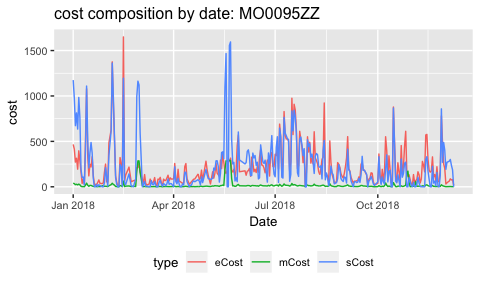 cost composition by date: MO0095ZZ
1500
1000
500
0
cost
Jan 2018
Apr 2018
Jul 2018
Oct 2018
Date
type
eCost
mCost
sCost